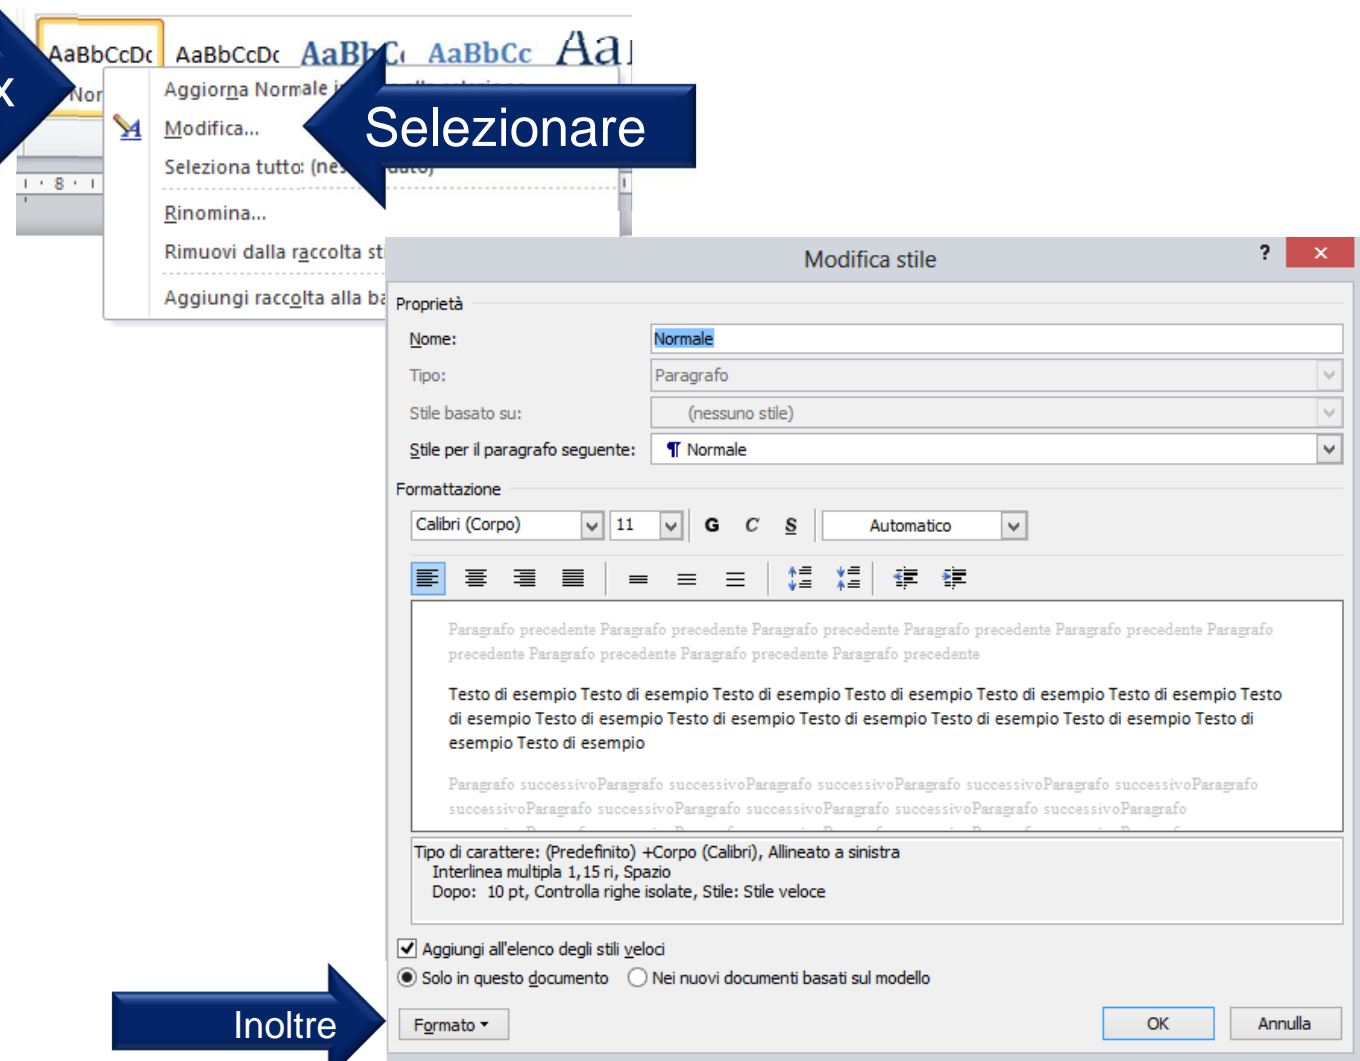 AaBbCcDc AaBbCcDc AaBbCc AaBbCc Aa
x
Nor
Aggiorna Normale
Modifica...
Selezionare
Seleziona tutto:
8
Rinomina...
Rimuovi dalla raccolta sti
Aggiungi raccolta alla ba
Modifica stile ? ×
Proprietà
Nome: Normale
Tipo: Paragrafo
Stile basato su: (nessuno stile)
Stile per il paragrafo seguente: ¶ Normale
Formattazione
Calibri (Corpo) 11 G C S Automatico
Paragrafo precedente Paragrafo precedente Paragrafo precedente Paragrafo precedente Paragrafo precedente Paragrafo
precedente Paragrafo precedente Paragrafo precedente Paragrafo precedente
Testo di esempio Testo di esempio Testo di esempio Testo di esempio Testo di esempio Testo di esempio Testo
di esempio Testo di esempio Testo di esempio Testo di esempio Testo di esempio Testo di esempio Testo di
esempio Testo di esempio
Paragrafo successivoParagrafo successivoParagrafo successivoParagrafo successivoParagrafo successivoParagrafo
successivoParagrafo successivoParagrafo successivoParagrafo successivoParagrafo successivoParagrafo
Tipo di carattere: (Predefinito) +Corpo (Calibri), Allineato a sinistra
Interlinea multipla 1,15 ri, Spazio
Dopo: 10 pt, Controlla righe isolate, Stile: Stile veloce
Aggiungi all'elenco degli stili veloci
Solo in questo documento Nei nuovi documenti basati sul modello
Inoltre
Formato OK Annulla